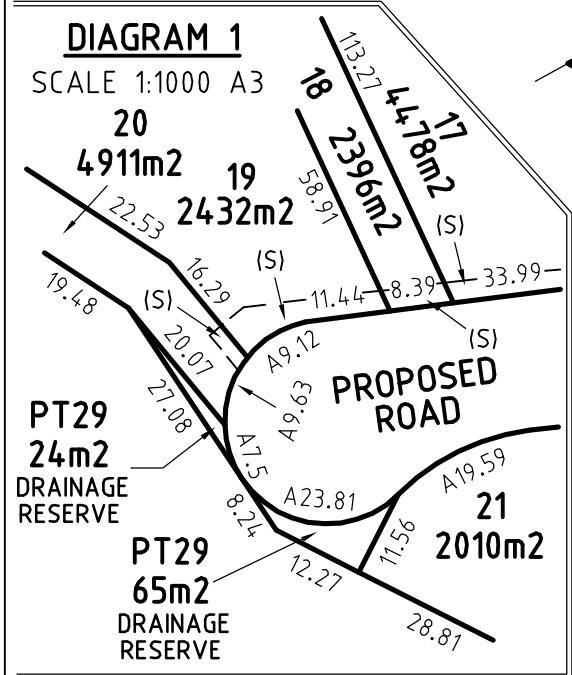 DIAGRAM 1
SCALE 1:1000 A3
20
4911m2
19
2432m2
18
2396m2
17
4478m2
113.27
58.91
22.53
16.29
19.48
20.07
27.08
(S)
(S)
(S)
(S)
11.44
8.39
33.99
A9.12
A9.63
A7.5
A23.81
A19.59
PROPOSED
ROAD
PT29
24m2
DRAINAGE
RESERVE
8.24
12.27
11.56
28.81
21
2010m2
PT29
65m2
DRAINAGE
RESERVE